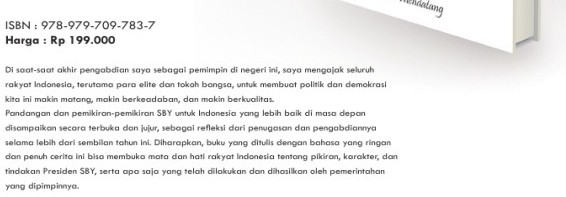 Mendatang
ISBN : 978-979-709-783-7
Harga : Rp 199.000
Di saat-saat akhir pengabdian saya sebagai pemimpin di negeri ini, saya mengajak seluruh
rakyat Indonesia, terutama para elite dan tokoh bangsa, untuk membuat politik dan demokrasi
kita ini makin matang, makin berkeadaban, dan makin berkualitas.
Pandangan dan pemikiran-pemikiran SBY untuk Indonesia yang lebih baik di masa depan
disampaikan secara terbuka dan jujur, sebagai refleksi dari penugasan dan pengabdiannya
selama lebih dari sembilan tahun ini. Diharapkan, buku yang ditulis dengan bahasa yang ringan
dan penuh cerita ini bisa membuka mata dan hati rakyat Indonesia tentang pikiran, karakter, dan
tindakan Presiden SBY, serta apa saja yang telah dilakukan dan dihasilkan oleh pemerintahan
yang dipimpinnya.